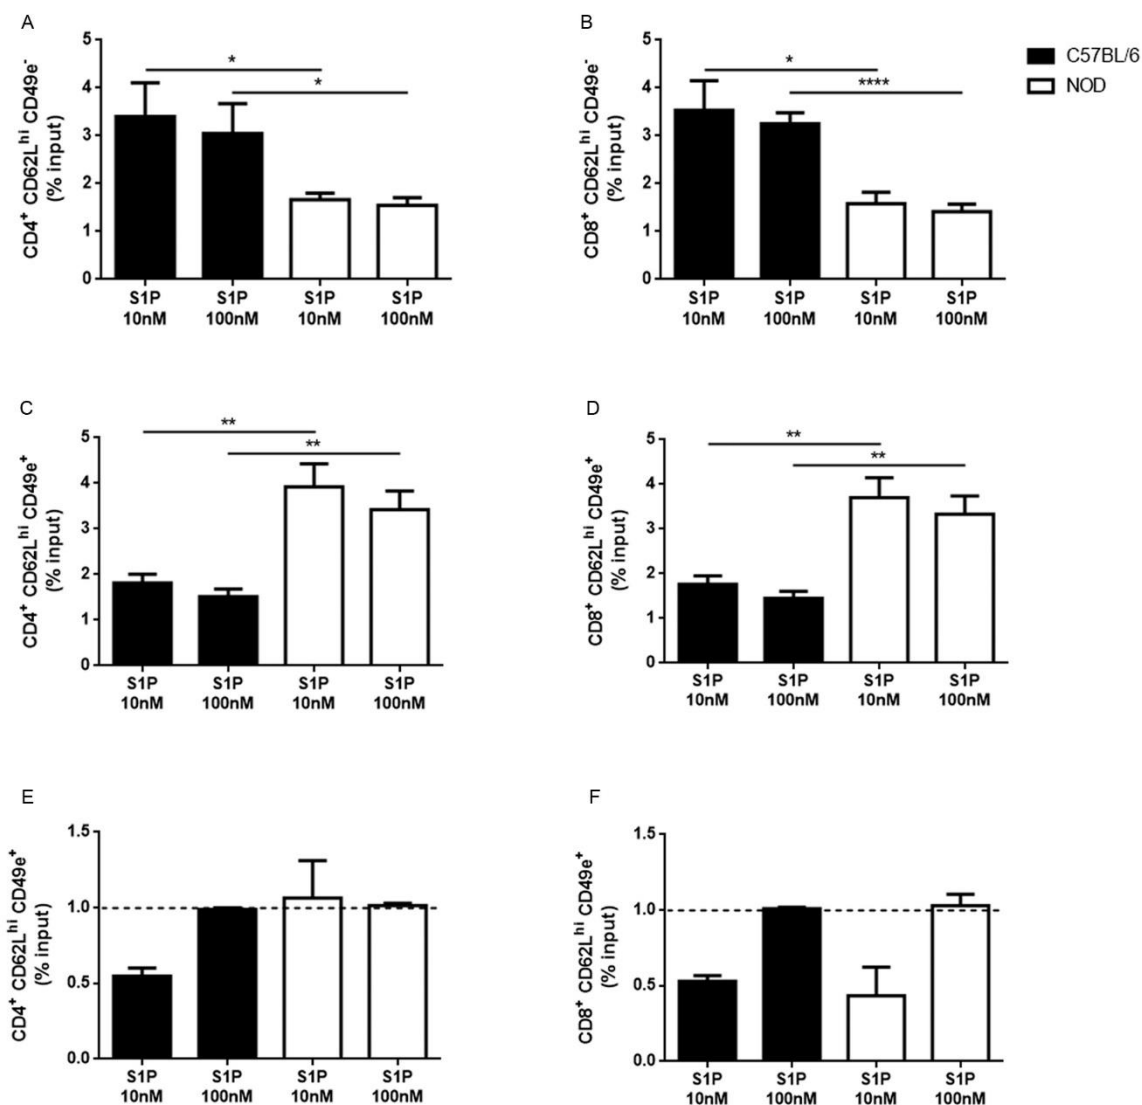 A
CD4⁺ CD62Lʰⁱ CD49e⁻
(% input)
5
4
3
2
1
0
*
*
S1P
10nM
S1P
100nM
S1P
10nM
S1P
100nM
B
CD8⁺ CD62Lʰⁱ CD49e⁻
(% input)
5
4
3
2
1
0
*
****
S1P
10nM
S1P
100nM
S1P
10nM
S1P
100nM
C57BL/6
NOD
C
CD4⁺ CD62Lʰⁱ CD49e⁺
(% input)
5
4
3
2
1
0
**
**
S1P
10nM
S1P
100nM
S1P
10nM
S1P
100nM
D
CD8⁺ CD62Lʰⁱ CD49e⁺
(% input)
5
4
3
2
1
0
**
**
S1P
10nM
S1P
100nM
S1P
10nM
S1P
100nM
E
CD4⁺ CD62Lʰⁱ CD49e⁺
(% input)
1.5
1.0
0.5
0.0
S1P
10nM
S1P
100nM
S1P
10nM
S1P
100nM
F
CD8⁺ CD62Lʰⁱ CD49e⁺
(% input)
1.5
1.0
0.5
0.0
S1P
10nM
S1P
100nM
S1P
10nM
S1P
100nM